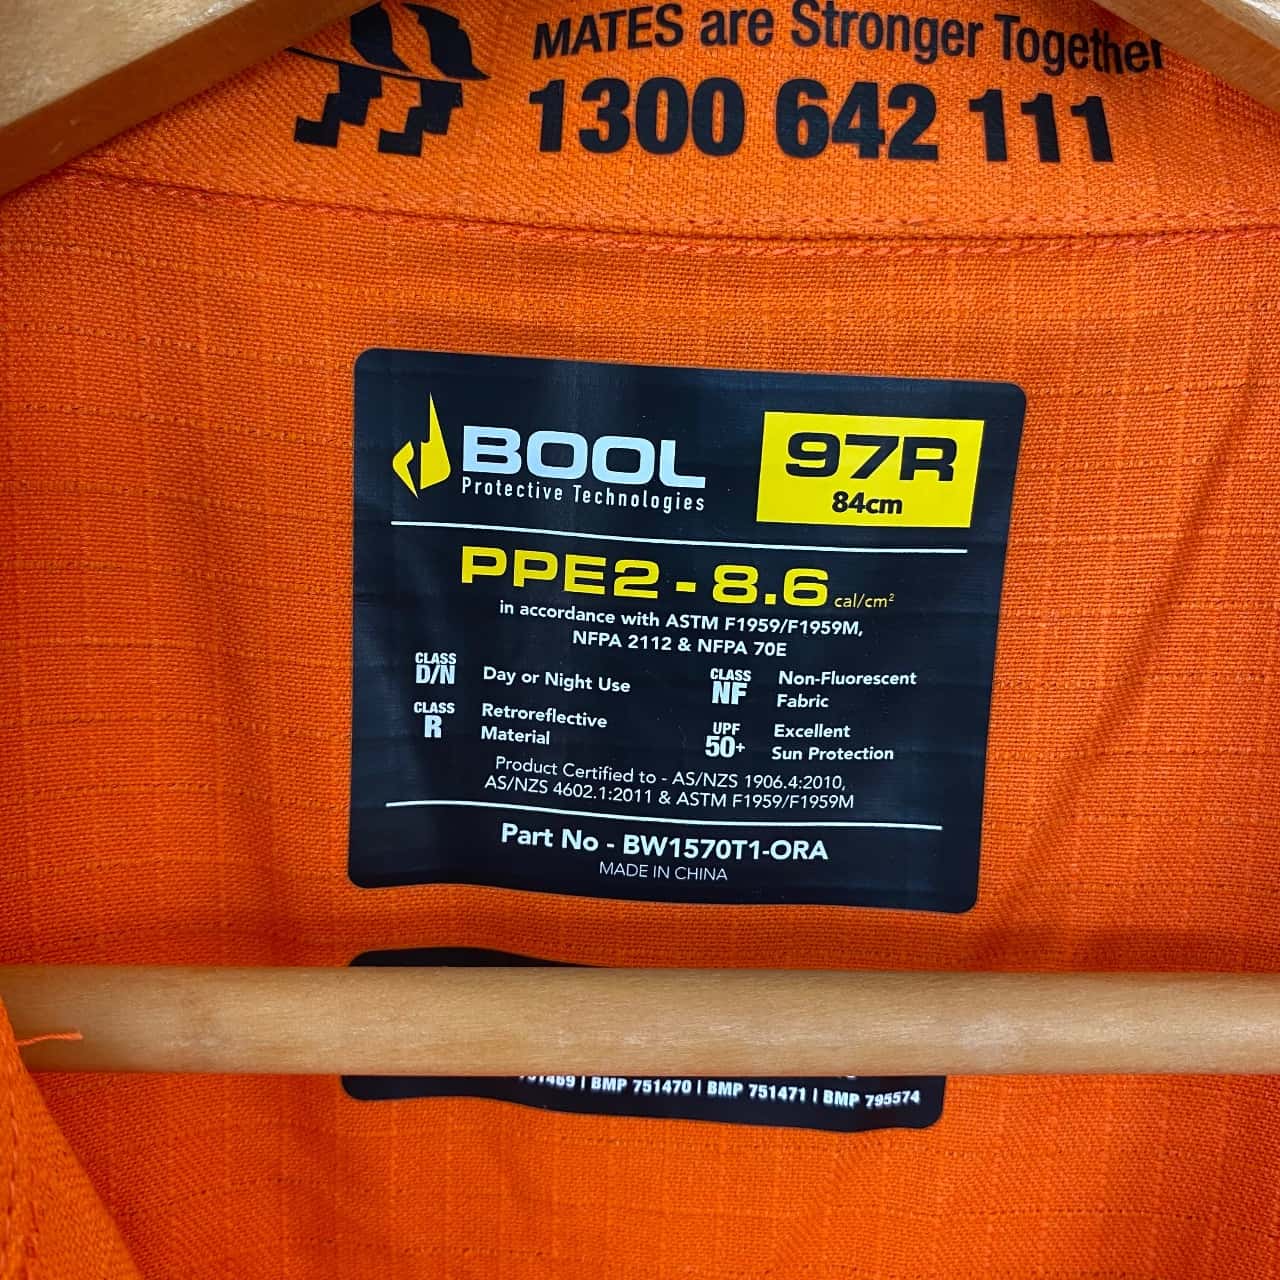 MATES are Stronger Together
1300 642 111
BOOL
Protective Technologies
97R
84cm
PPE2 - 8.6 cal/cm²
in accordance with ASTM F1959/F1959M,
NFPA 2112 & NFPA 70E
CLASS
D/N
Day or Night Use
CLASS
NF
Non-Fluorescent
Fabric
CLASS
R
Retroreflective
Material
UPF
50+
Excellent
Sun Protection
Product Certified to - AS/NZS 1906.4:2010,
AS/NZS 4602.1:2011 & ASTM F1959/F1959M
Part No - BW1570T1-ORA
MADE IN CHINA
| BMP 751470 | BMP 751471 | BMP 795574